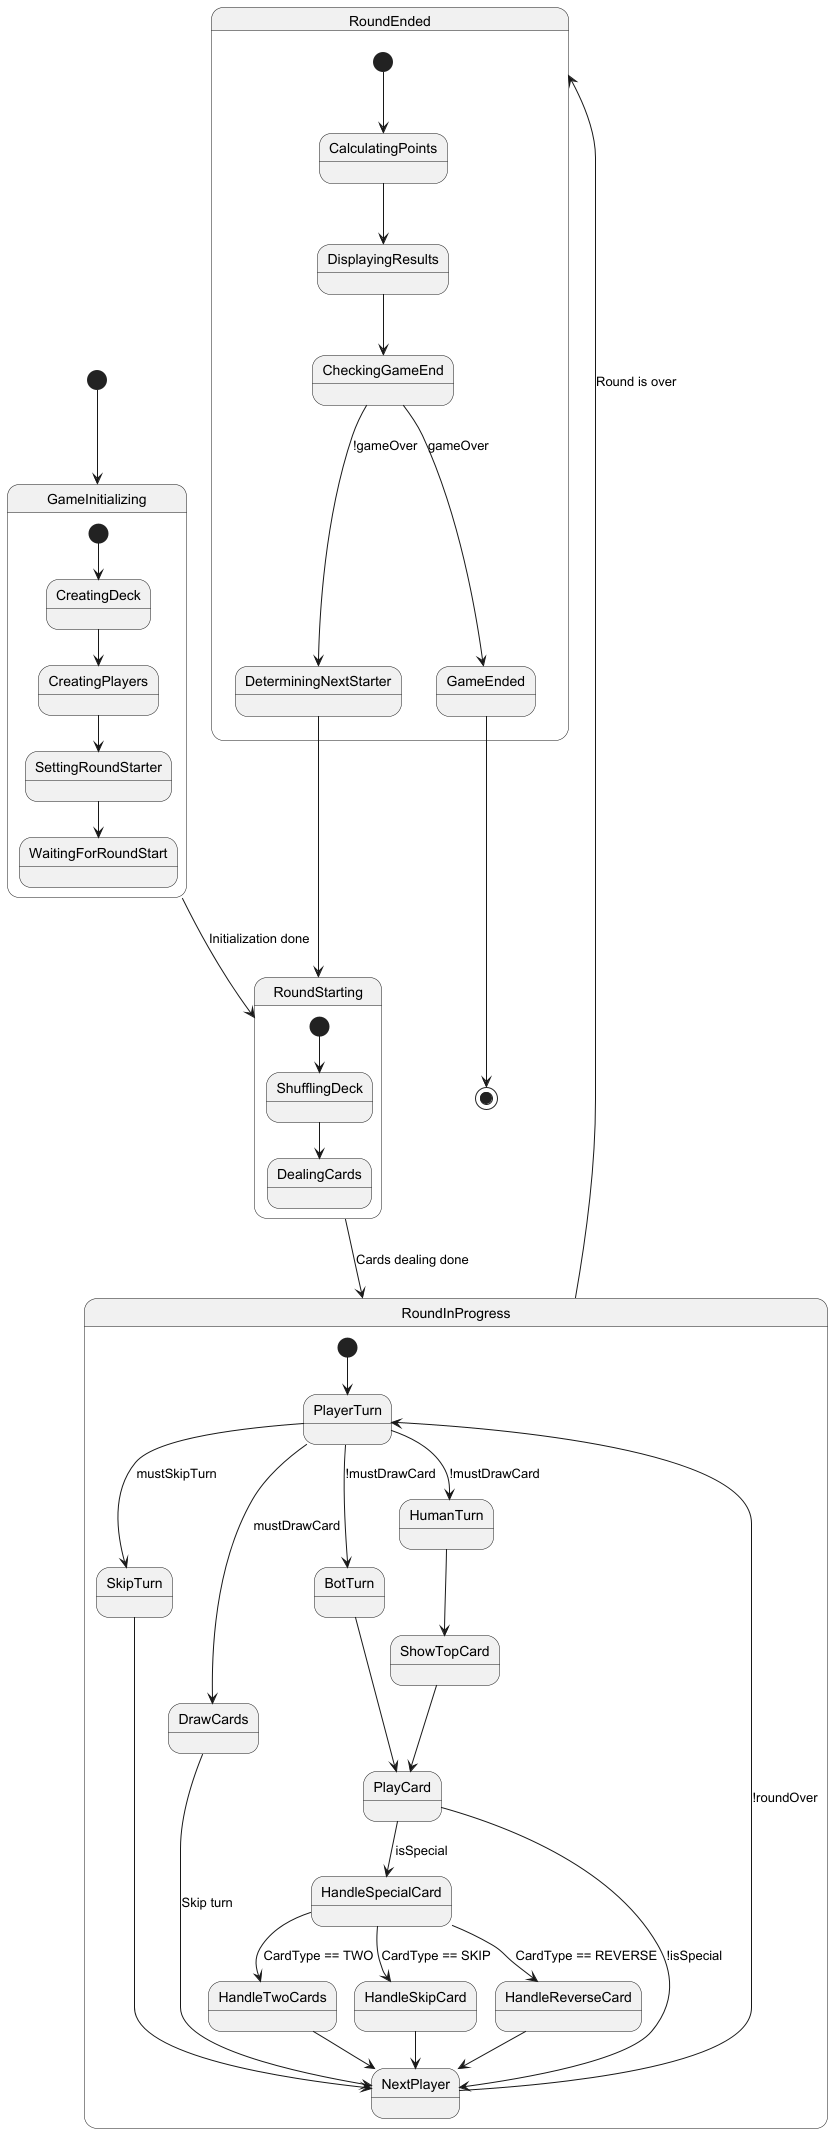 RoundEnded
CalculatingPoints
DisplayingResults
CheckingGameEnd
Round is over
!gameOver
gameOver
GameInitializing
CreatingDeck
CreatingPlayers
DeterminingNextStarter
GameEnded
SettingRoundStarter
WaitingForRoundStart
Initialization done
RoundStarting
ShufflingDeck
DealingCards
Cards dealing done
RoundInProgress
PlayerTurn
mustSkipTurn
!mustDrawCard
!mustDrawCard
HumanTurn
mustDrawCard
SkipTurn
BotTurn
ShowTopCard
DrawCards
PlayCard
!roundOver
isSpecial
HandleSpecialCard
Skip turn
CardType == TWO
CardType == SKIP
CardType == REVERSE
!isSpecial
HandleTwoCards
HandleSkipCard
HandleReverseCard
NextPlayer